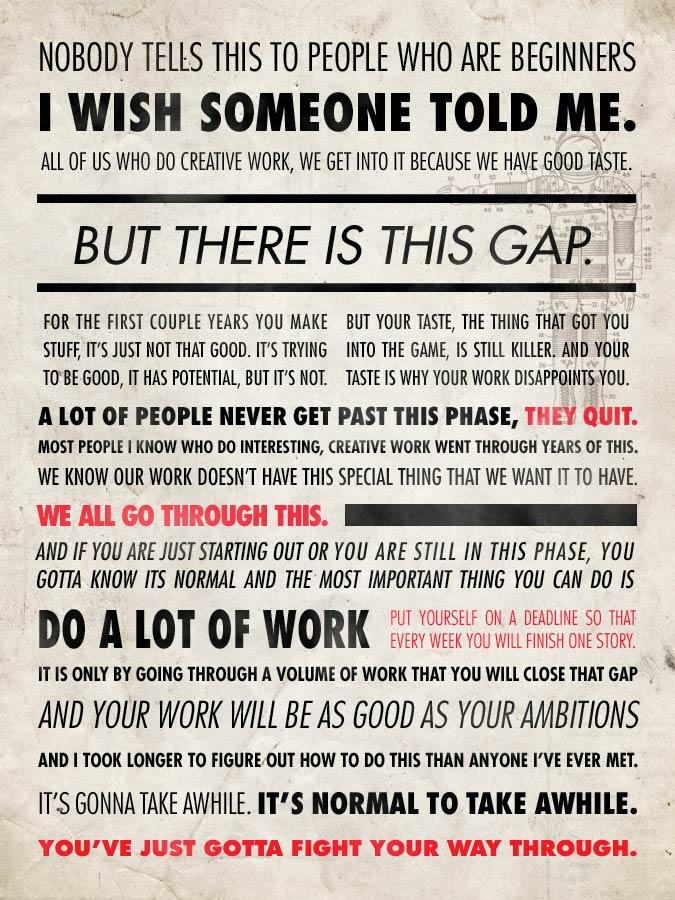 NOBODY TELLS THIS TO PEOPLE WHO ARE BEGINNERS
I WISH SOMEONE TOLD ME.
ALL OF US WHO DO CREATIVE WORK, WE GET INTO IT BECAUSE WE HAVE GOOD TASTE.
BUT THERE IS THIS GAP.
FOR THE FIRST COUPLE YEARS YOU MAKE
STUFF, IT'S JUST NOT THAT GOOD. IT'S TRYING
TO BE GOOD, IT HAS POTENTIAL, BUT IT'S NOT.
BUT YOUR TASTE, THE THING THAT GOT YOU
INTO THE GAME, IS STILL KILLER. AND YOUR
TASTE IS WHY YOUR WORK DISAPPOINTS YOU.
A LOT OF PEOPLE NEVER GET PAST THIS PHASE, THEY QUIT.
MOST PEOPLE I KNOW WHO DO INTERESTING, CREATIVE WORK WENT THROUGH YEARS OF THIS.
WE KNOW OUR WORK DOESN'T HAVE THIS SPECIAL THING THAT WE WANT IT TO HAVE.
WE ALL GO THROUGH THIS.
AND IF YOU ARE JUST STARTING OUT OR YOU ARE STILL IN THIS PHASE, YOU
GOTTA KNOW ITS NORMAL AND THE MOST IMPORTANT THING YOU CAN DO IS
DO A LOT OF WORK
PUT YOURSELF ON A DEADLINE SO THAT
EVERY WEEK YOU WILL FINISH ONE STORY.
IT IS ONLY BY GOING THROUGH A VOLUME OF WORK THAT YOU WILL CLOSE THAT GAP
AND YOUR WORK WILL BE AS GOOD AS YOUR AMBITIONS
AND I TOOK LONGER TO FIGURE OUT HOW TO DO THIS THAN ANYONE I'VE EVER MET.
IT'S GONNA TAKE AWHILE. IT'S NORMAL TO TAKE AWHILE.
YOU'VE JUST GOTTA FIGHT YOUR WAY THROUGH.